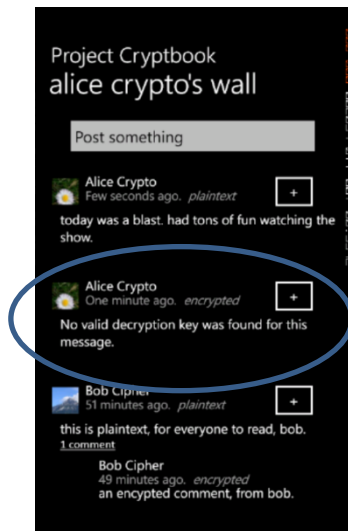 Project Cryptbook
alice crypto's wall
Post something
Alice Crypto
Few seconds ago. plaintext
+
today was a blast. had tons of fun watching the
show.
Alice Crypto
One minute ago. encrypted
+
No valid decryption key was found for this
message.
Bob Cipher
51 minutes ago. plaintext
+
this is plaintext, for everyone to read, bob.
1 comment
Bob Cipher
49 minutes ago. encrypted
an encypted comment, from bob.